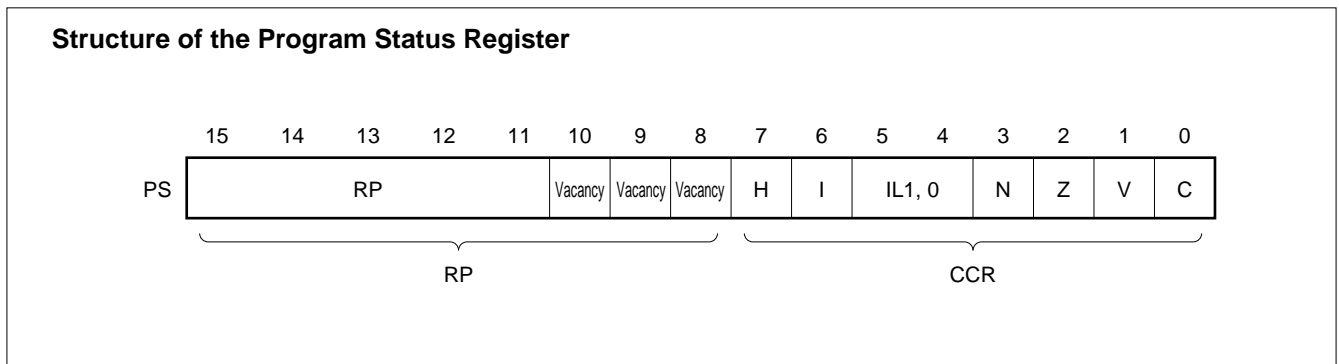 Structure of the Program Status Register
15 14 13 12 11 10 9 8 7 6 5 4 3 2 1 0
PS RP Vacancy Vacancy Vacancy H I IL1, 0 N Z V C
RP CCR